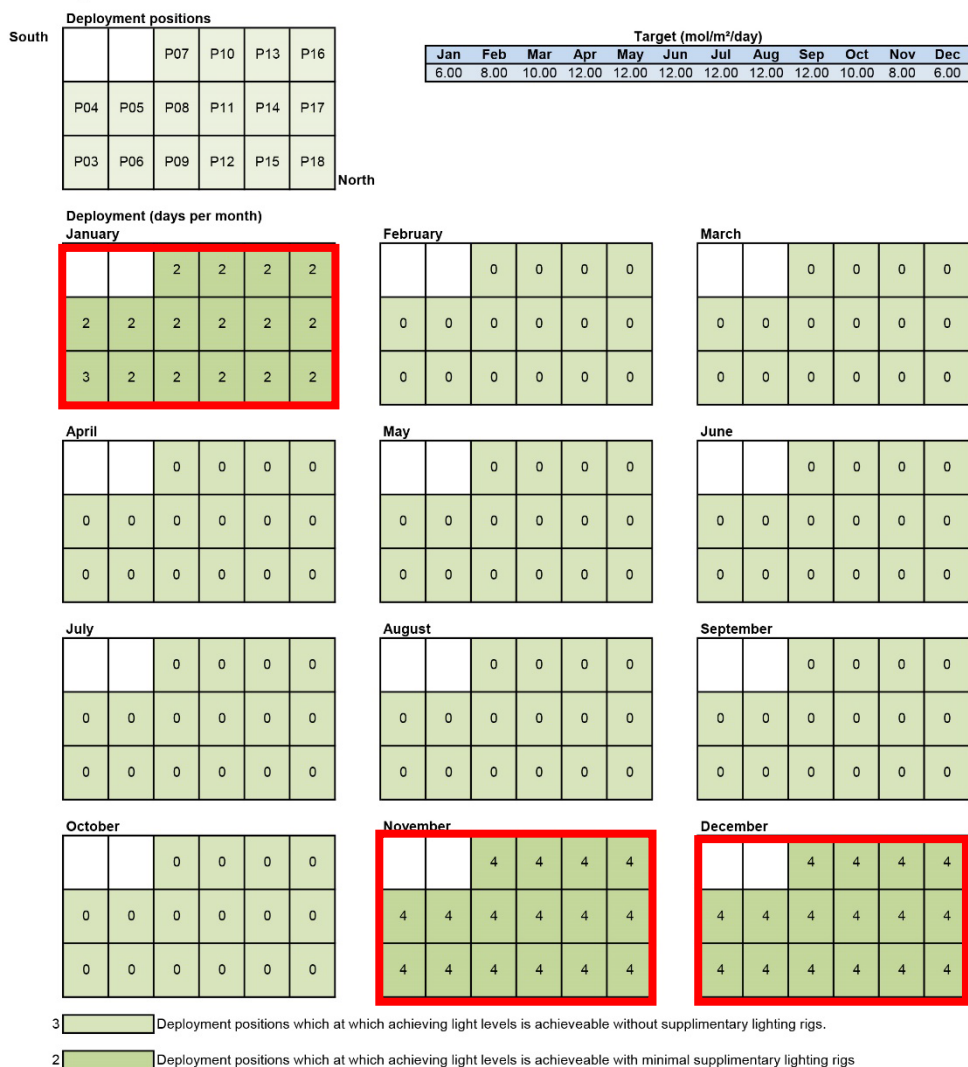 Deployment positions
South
P07 P10 P13 P16
P04 P05 P08 P11 P14 P17
P03 P06 P09 P12 P15 P18
North
Target (mol/m²/day)
Jan Feb Mar Apr May Jun Jul Aug Sep Oct Nov Dec
6.00 8.00 10.00 12.00 12.00 12.00 12.00 12.00 12.00 10.00 8.00 6.00
Deployment (days per month)
January
2 2 2 2
2 2 2 2 2 2
3 2 2 2 2 2
February
0 0 0 0
0 0 0 0 0 0
0 0 0 0 0 0
March
0 0 0 0
0 0 0 0 0 0
0 0 0 0 0 0
April
0 0 0 0
0 0 0 0 0 0
0 0 0 0 0 0
May
0 0 0 0
0 0 0 0 0 0
0 0 0 0 0 0
June
0 0 0 0
0 0 0 0 0 0
0 0 0 0 0 0
July
0 0 0 0
0 0 0 0 0 0
0 0 0 0 0 0
August
0 0 0 0
0 0 0 0 0 0
0 0 0 0 0 0
September
0 0 0 0
0 0 0 0 0 0
0 0 0 0 0 0
October
0 0 0 0
0 0 0 0 0 0
0 0 0 0 0 0
November
4 4 4 4
4 4 4 4 4 4
4 4 4 4 4 4
December
4 4 4 4
4 4 4 4 4 4
4 4 4 4 4 4
3 Deployment positions which at which achieving light levels is achieveable without supplimentary lighting rigs.
2 Deployment positions which at which achieving light levels is achieveable with minimal supplimentary lighting rigs